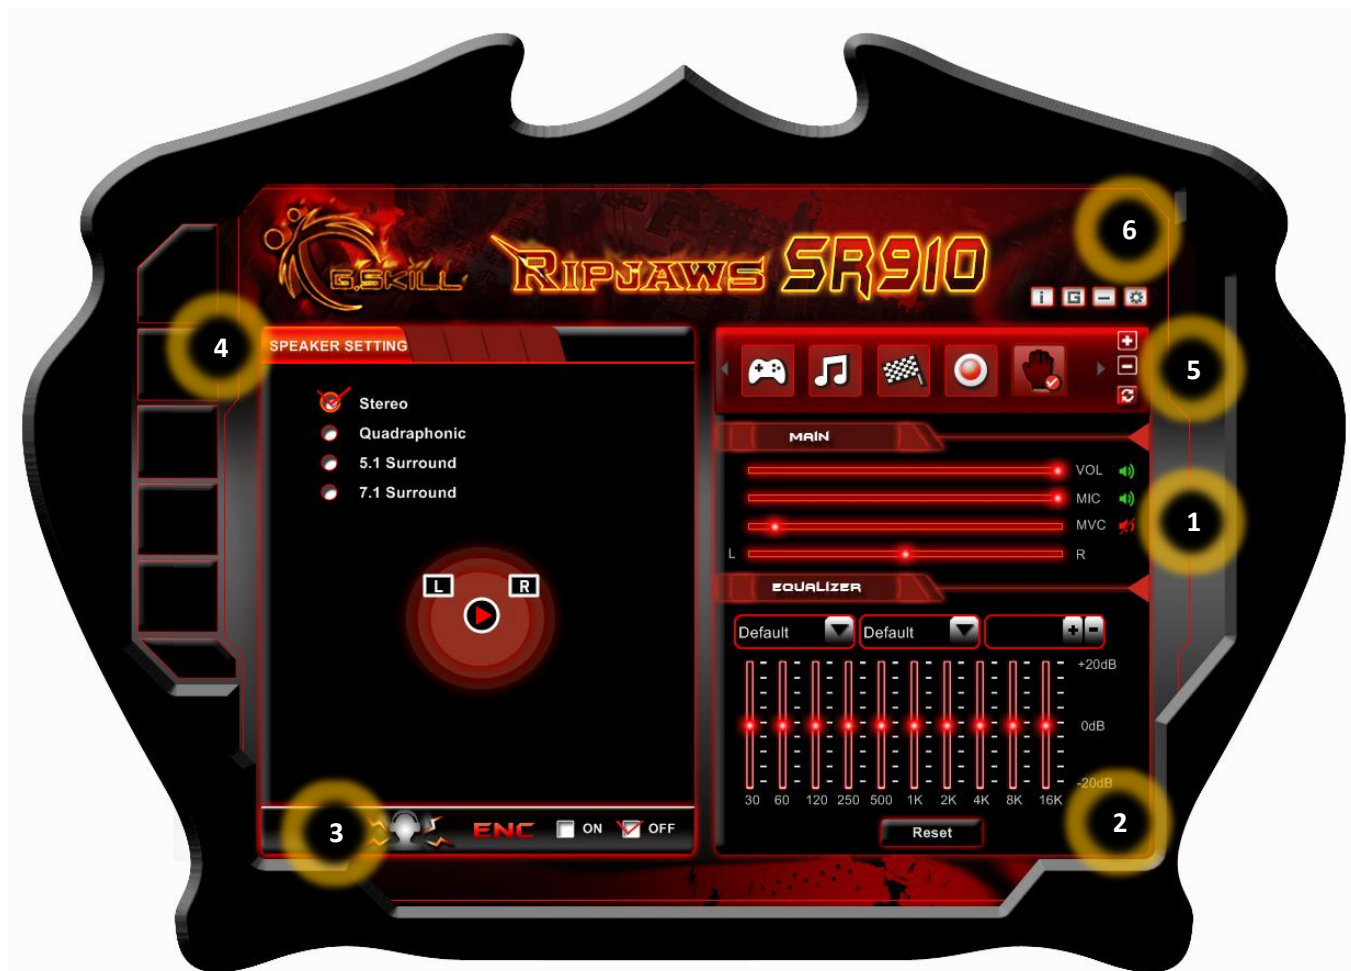 G.SKILL
RIPJAWS SR910
6
i G
4
SPEAKER SETTING
5
Stereo
Quadraphonic
5.1 Surround
7.1 Surround
L R
MAIN
VOL
MIC
MVC
1
L R
EQUALIZER
Default Default
+20dB
0dB
-20dB
30 60 120 250 500 1K 2K 4K 8K 16K
2
Reset
3
ENC ON OFF